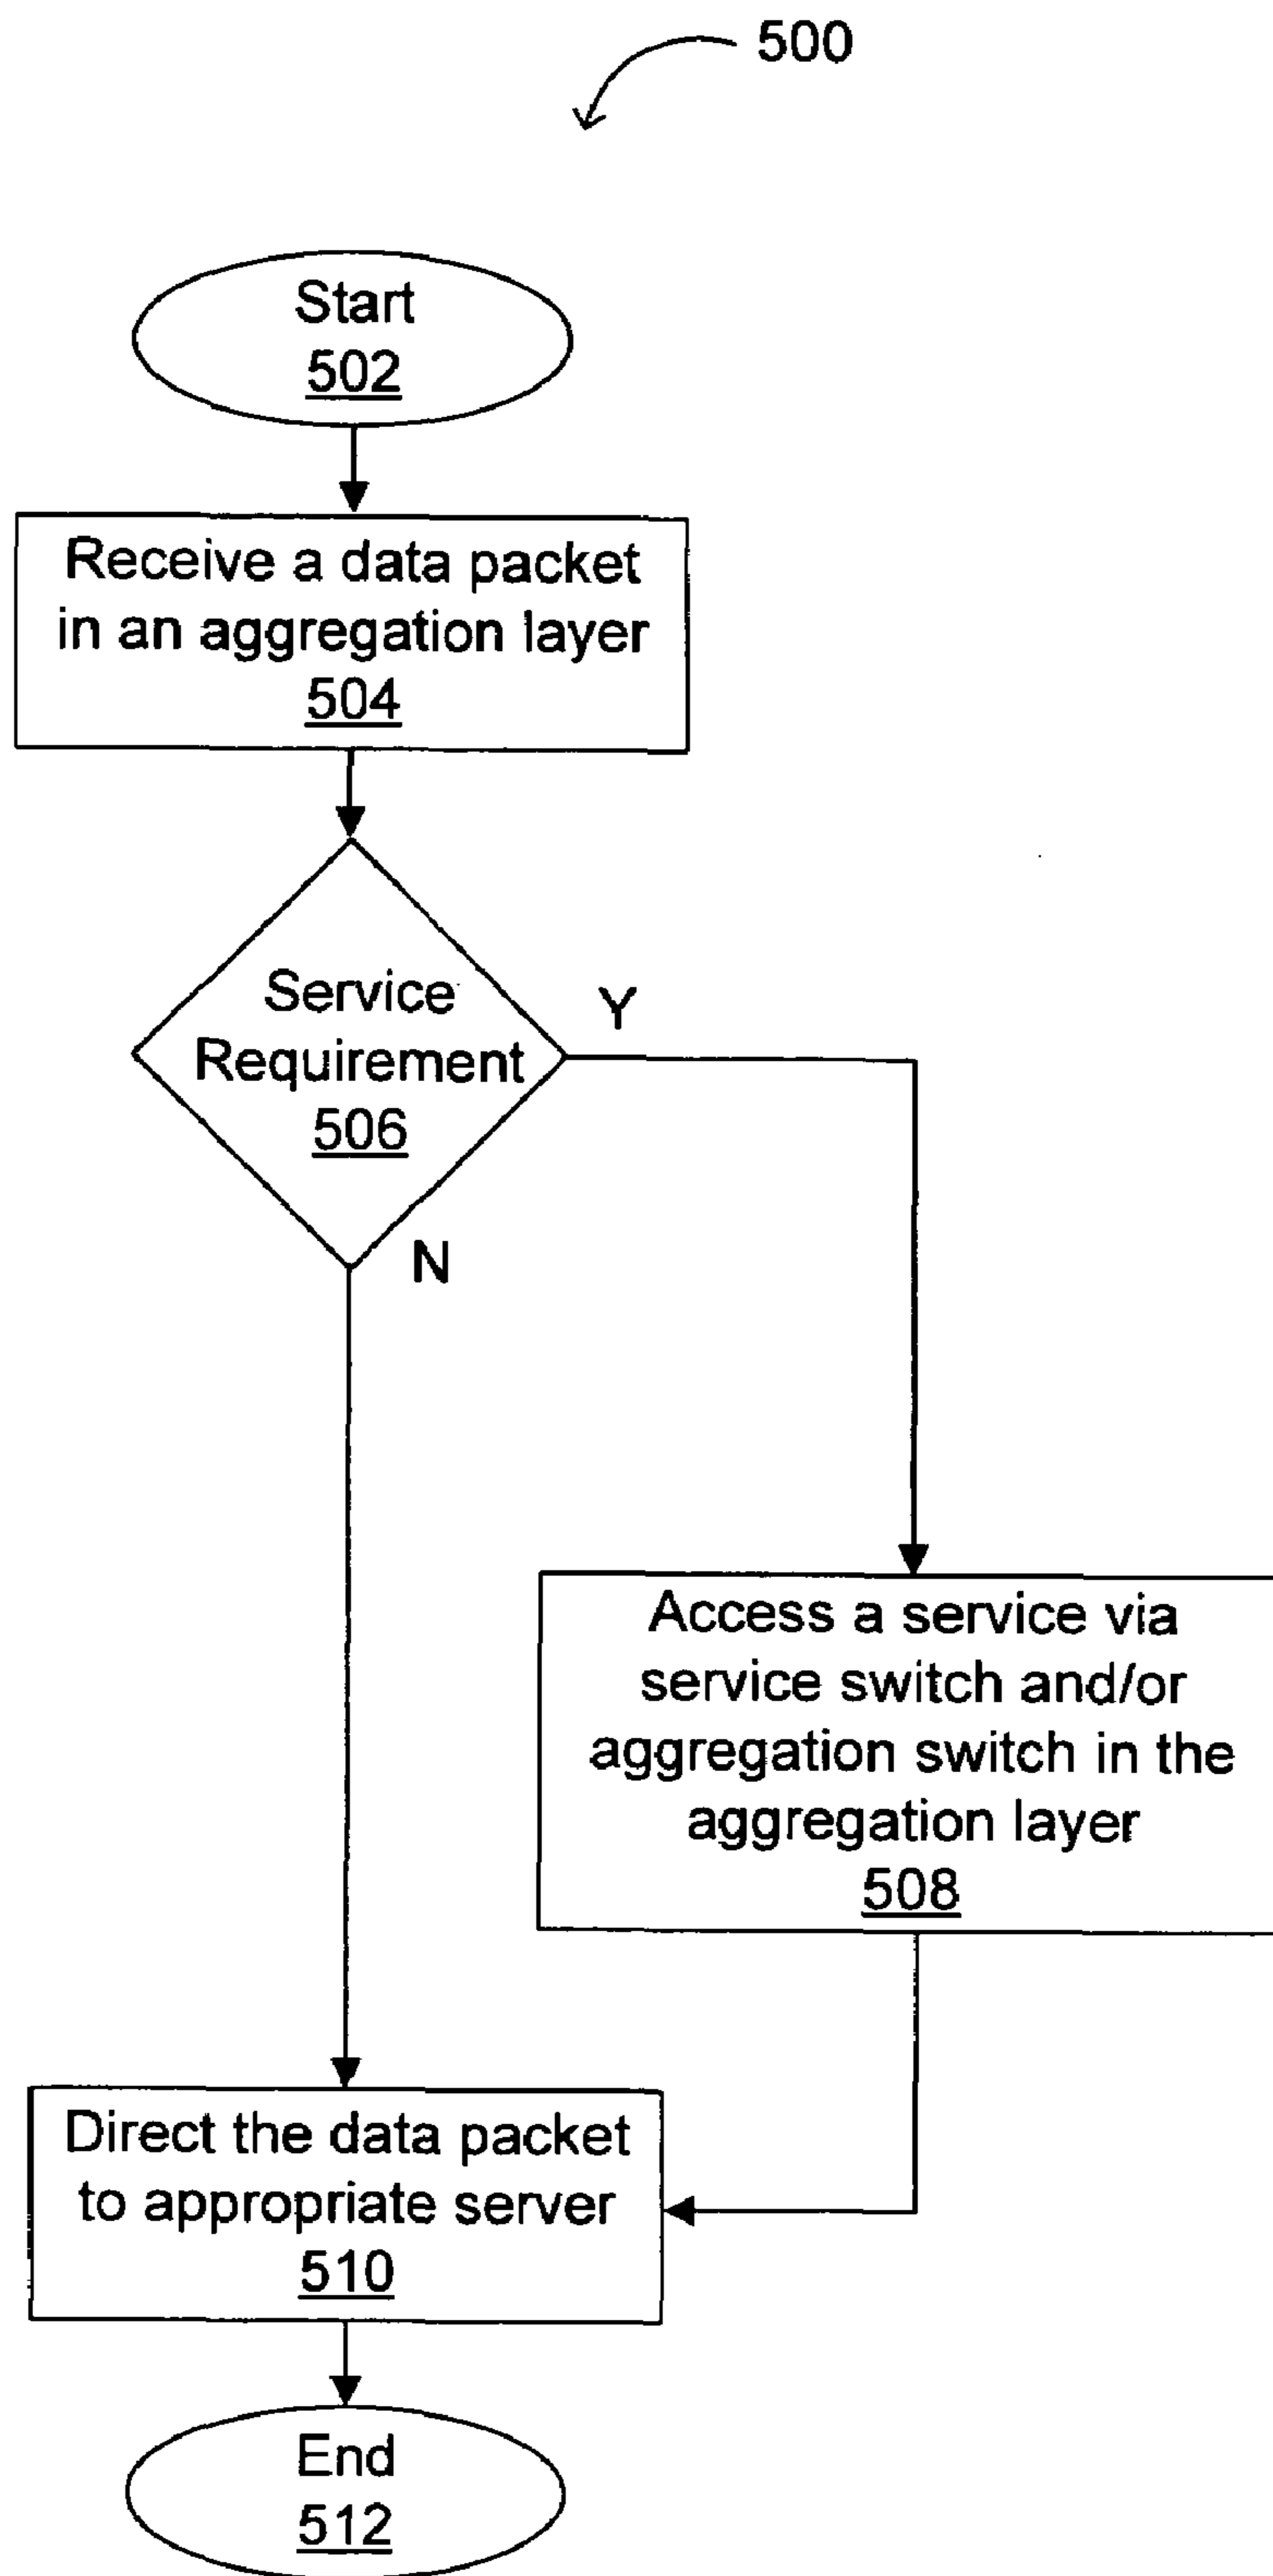 500
Start
502
Receive a data packet
in an aggregation layer
504
Service
Requirement
506
Y
N
Access a service via
service switch and/or
aggregation switch in the
aggregation layer
508
Direct the data packet
to appropriate server
510
End
512